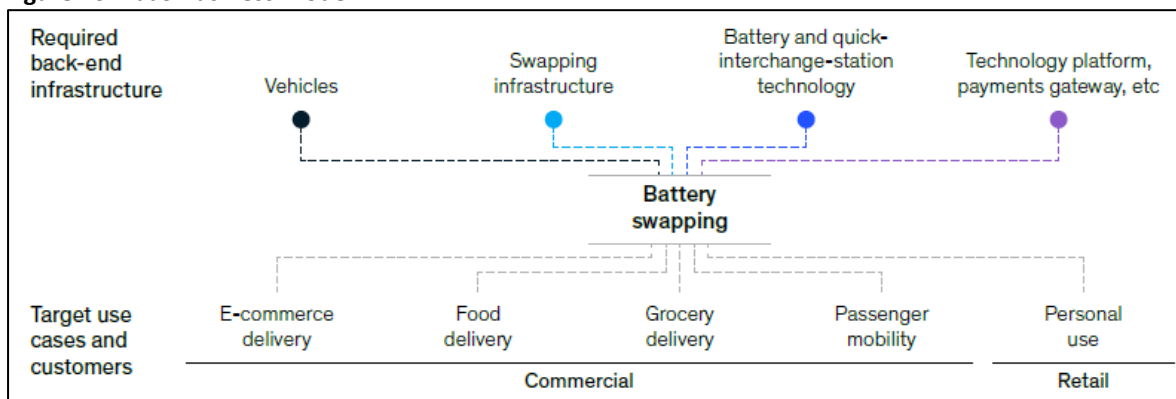 Required
back-end
infrastructure
Vehicles
Swapping
infrastructure
Battery and quick-
interchange-station
technology
Technology platform,
payments gateway, etc
Battery
swapping
Target use
cases and
customers
E-commerce
delivery
Food
delivery
Grocery
delivery
Passenger
mobility
Personal
use
Commercial
Retail